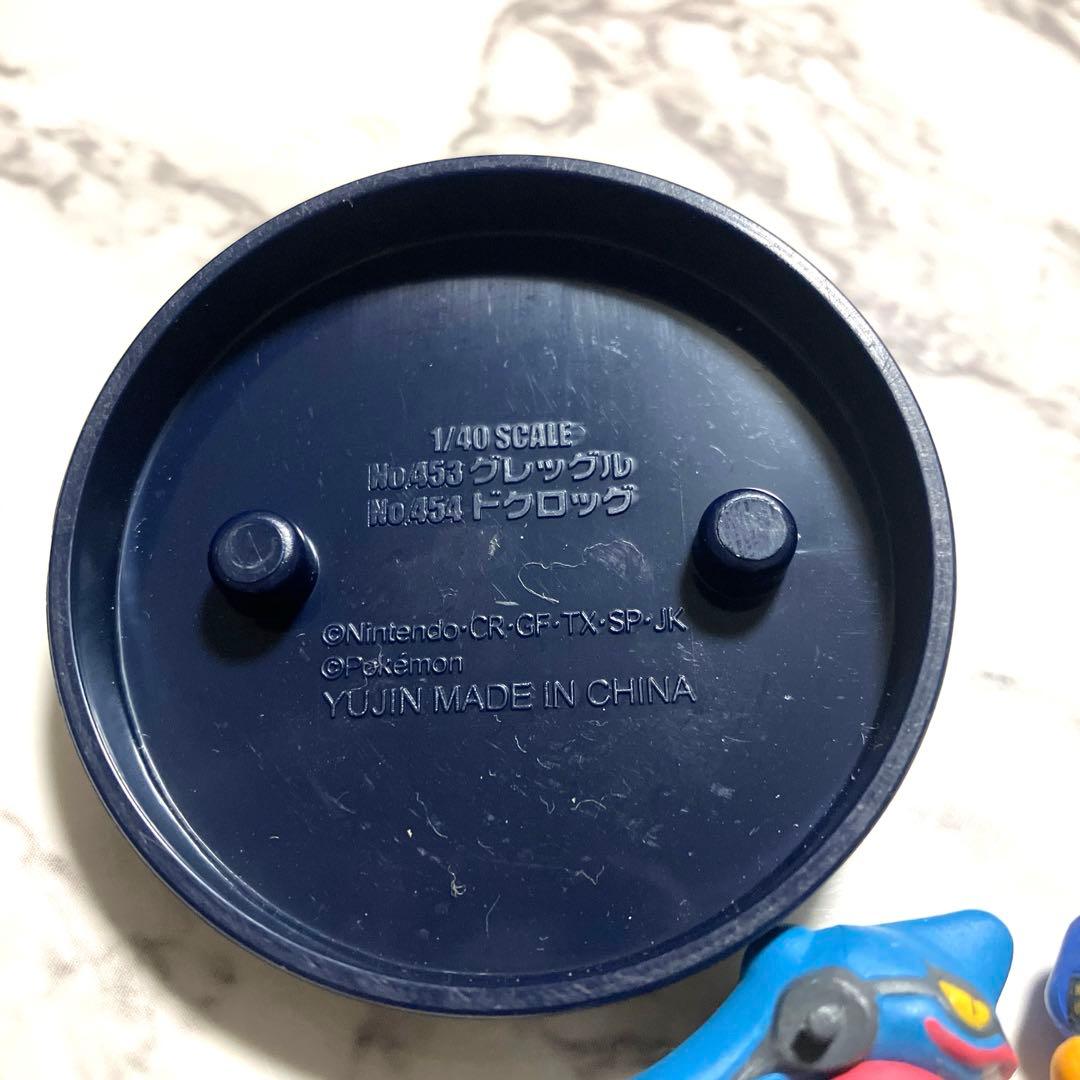 1/40 SCALE
No.453 グレッグル
No.454 ドクロッグ
©Nintendo･CR･GF･TX･SP･JK
©Pokémon
YUJIN MADE IN CHINA